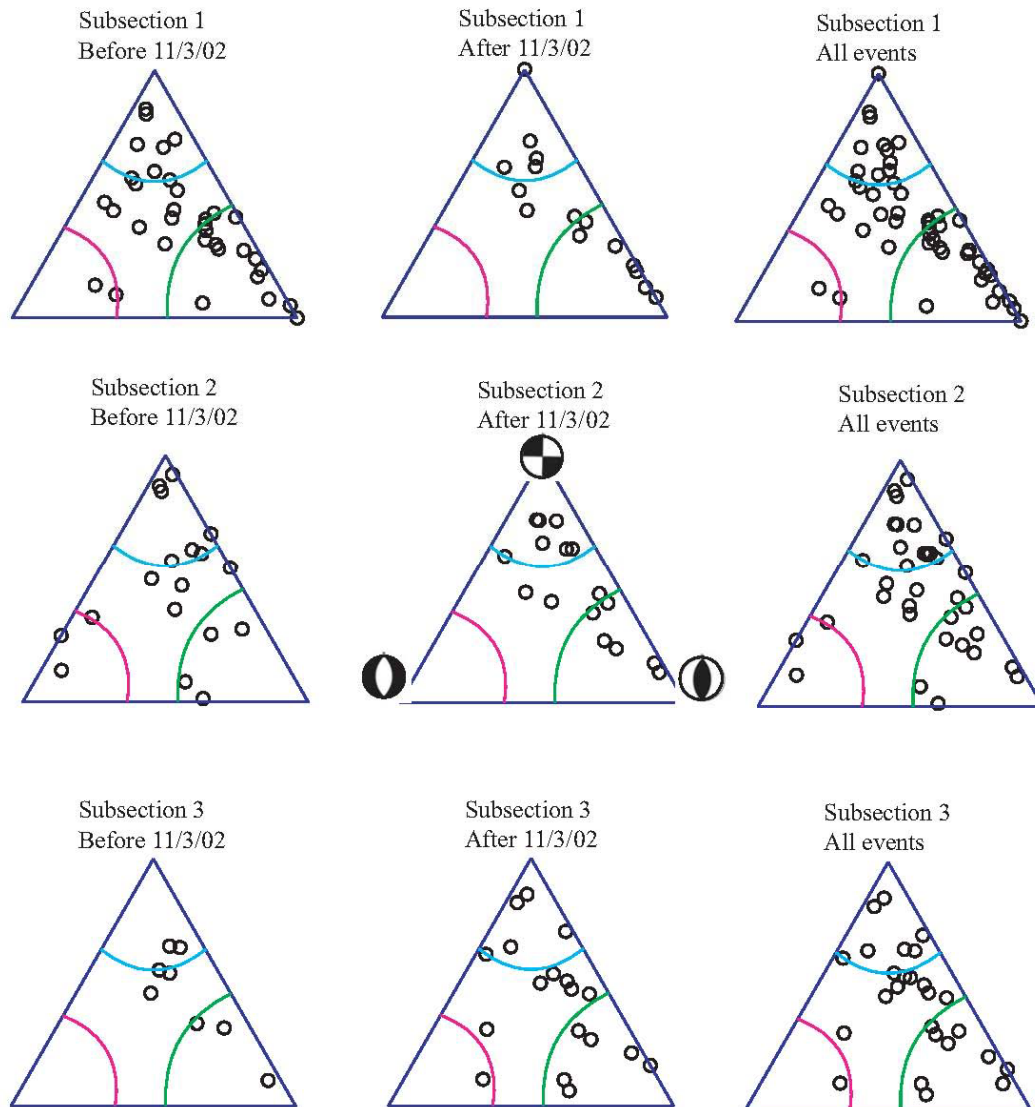 Subsection 1
Before 11/3/02
Subsection 1
After 11/3/02
Subsection 1
All events
Subsection 2
Before 11/3/02
Subsection 2
After 11/3/02
Subsection 2
All events
Subsection 3
Before 11/3/02
Subsection 3
After 11/3/02
Subsection 3
All events